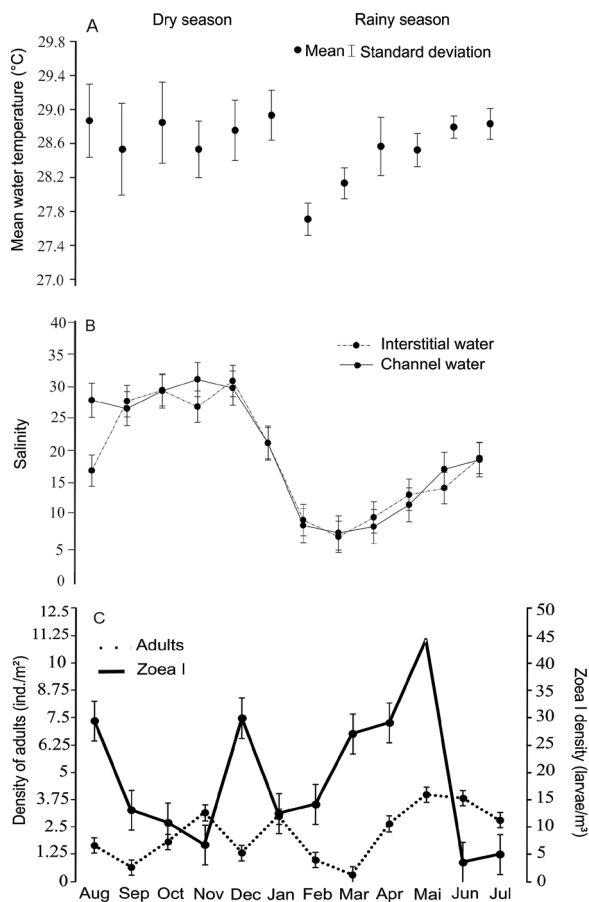 Dry season Rainy season
A
Mean Standard deviation
Mean water temperature (°C)
29.8
29.4
29.0
28.6
28.2
27.8
27.4
27.0
B
Interstitial water
Channel water
Salinity
40
35
30
25
20
15
10
5
0
C
Adults
Zoea I
Density of adults (ind./m²)
12.5
11.25
10
8.75
7.5
6.25
5
3.75
2.5
1.25
0
50
45
40
35
30
25
20
15
10
5
0
Zoea I density (larvae/m³)
Aug Sep Oct Nov Dec Jan Feb Mar Apr Mai Jun Jul